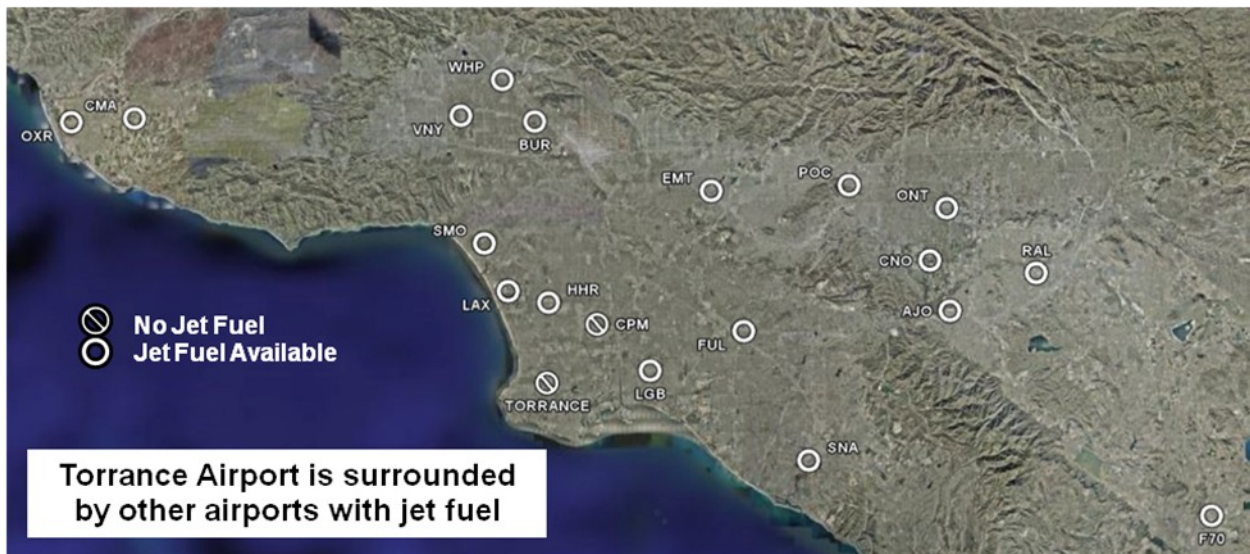 WHP
CMA
OXR
VNY
BUR
EMT
POC
ONT
SMO
CNO
RAL
LAX
HHR
AJO
CPM
FUL
No Jet Fuel
Jet Fuel Available
LGB
TORRANCE
SNA
Torrance Airport is surrounded
by other airports with jet fuel
F70